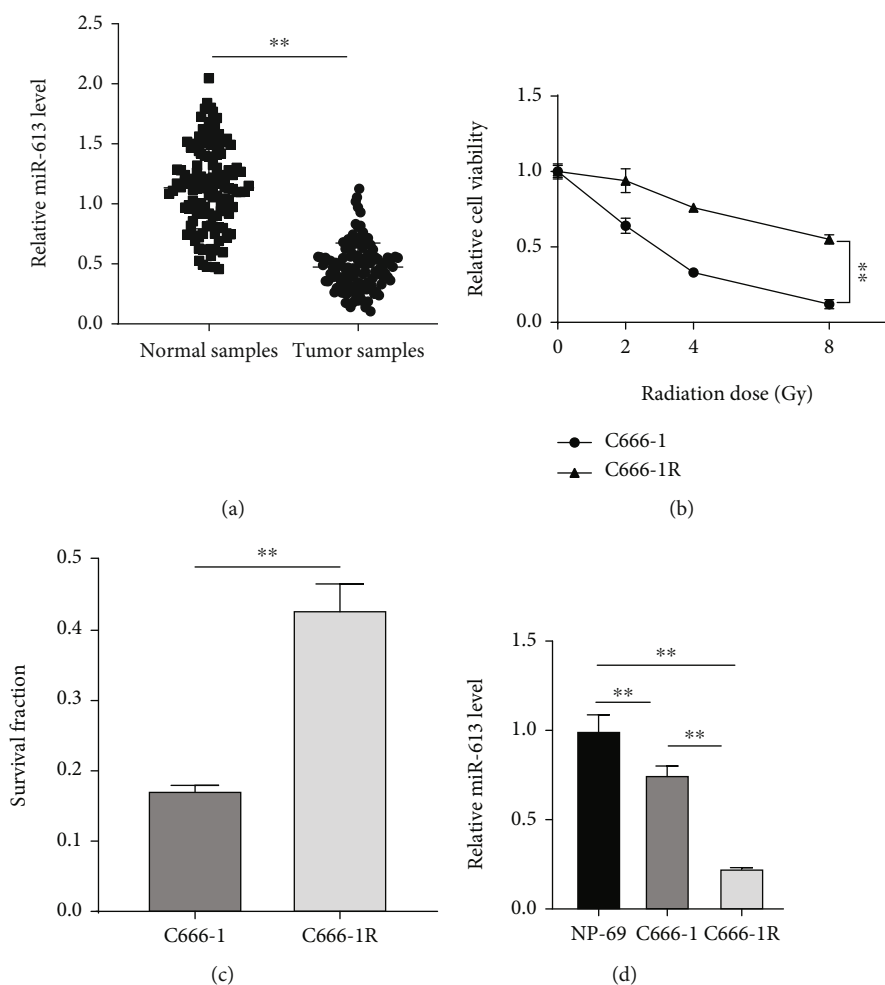 2.5
2.0
1.5
1.0
0.5
0.0
Relative miR-613 level
**
Normal samples
Tumor samples
(a)
1.5
1.0
0.5
0.0
Relative cell viability
**
0
2
4
8
Radiation dose (Gy)
C666-1
C666-1R
(b)
0.5
0.4
0.3
0.2
0.1
0.0
Survival fraction
**
C666-1
C666-1R
(c)
1.5
1.0
0.5
0.0
Relative miR-613 level
**
**
**
NP-69
C666-1
C666-1R
(d)